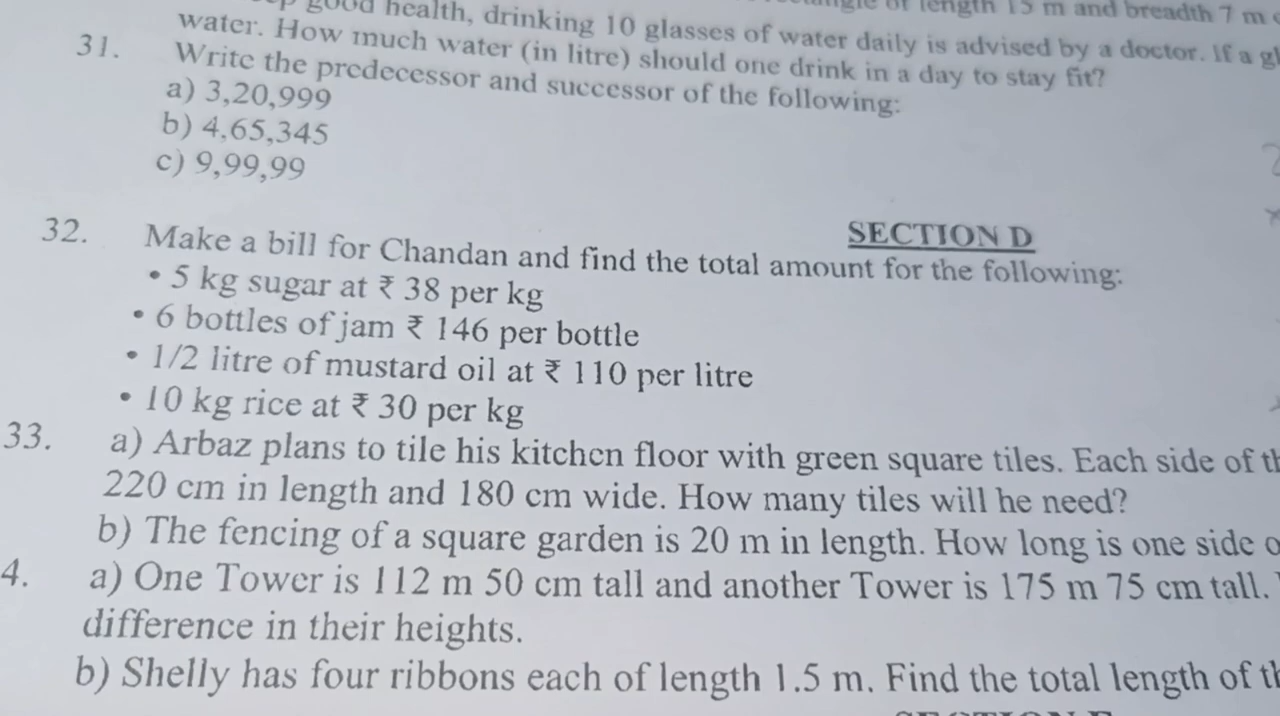 good health, drinking 10 glasses of water daily is advised by a doctor. If a
length 15 m and breadth 7 m
water. How much water (in litre) should one drink in a day to stay fit?
31. Write the predecessor and successor of the following:
a) 3,20,999
b) 4,65,345
c) 9,99,99
SECTION D
32. Make a bill for Chandan and find the total amount for the following:
• 5 kg sugar at ₹ 38 per kg
• 6 bottles of jam ₹ 146 per bottle
• 1/2 litre of mustard oil at ₹ 110 per litre
• 10 kg rice at ₹ 30 per kg
33. a) Arbaz plans to tile his kitchen floor with green square tiles. Each side of
220 cm in length and 180 cm wide. How many tiles will he need?
b) The fencing of a square garden is 20 m in length. How long is one side
4. a) One Tower is 112 m 50 cm tall and another Tower is 175 m 75 cm tall.
difference in their heights.
b) Shelly has four ribbons each of length 1.5 m. Find the total length of